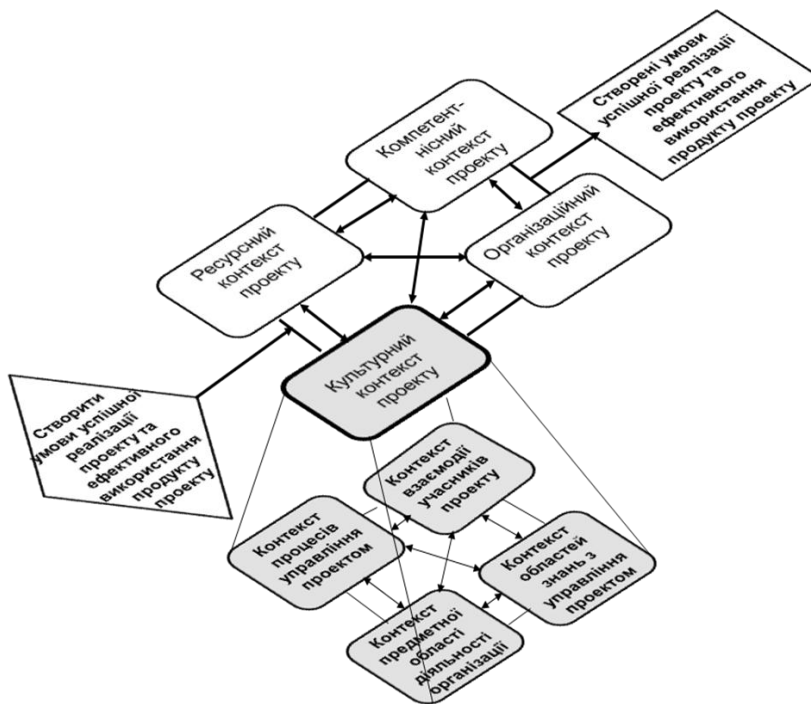 Створені умови
успішної реалізації
проекту та
ефективного
використання
продукту проекту
Компетент-
нісний
контекст
проекту
Організаційний
контекст
проекту
Ресурсний
контекст
проекту
Культурний
контекст
проекту
Створити
умови успішної
реалізації
проекту та
ефективного
використання
продукту
проекту
Контекст
взаємодії
учасників
проекту
Контекст
процесів
управління
проектом
Контекст
областей
знань з
управління
проектом
Контекст
предметної
області
діяльності
організації